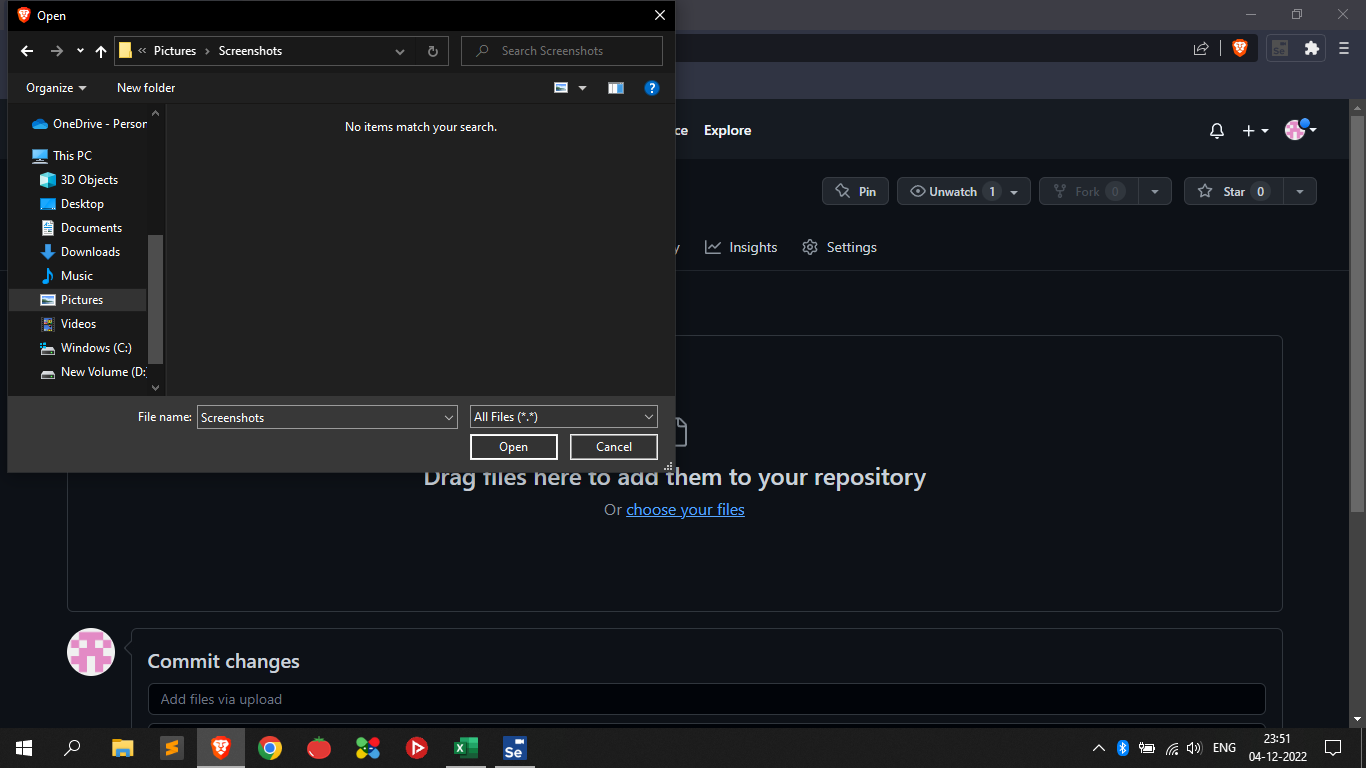 Open
« Pictures > Screenshots
Search Screenshots
Organize
New folder
OneDrive - Person
This PC
3D Objects
Desktop
Documents
Downloads
Music
Pictures
Videos
Windows (C:)
New Volume (D:
No items match your search.
File name:
Screenshots
All Files (*.*)
Open
Cancel
Se
ce Explore
Pin
Unwatch 1
Fork 0
Star 0
y
Insights
Settings
Drag files here to add them to your repository
Or choose your files
Commit changes
Add files via upload
Se
ENG
23:51
04-12-2022